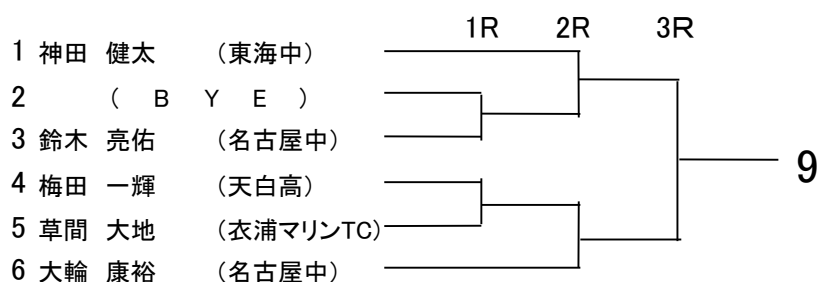 1R 2R 3R
1 神田 健太 (東海中)
2 ( B Y E )
3 鈴木 亮佑 (名古屋中)
4 梅田 一輝 (天白高)
5 草間 大地 (衣浦マリンTC)
6 大輪 康裕 (名古屋中)
9